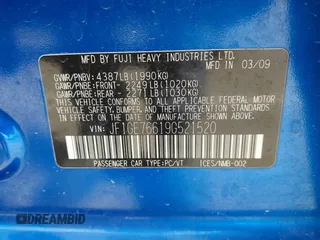 MFD BY FUJI HEAVY INDUSTRIES LTD. 03/09
GVWR/PNBV: 4387LB(1990KG)
GAWR/PNBE:FRONT- 2249LB(1020KG)
GAWR/PNBE:REAR - 2271LB(1030KG)
THIS VEHICLE CONFORMS TO ALL APPLICABLE
U.S. FEDERAL MOTOR VEHICLE
SAFETY, BUMPER, AND THEFT
PREVENTION STANDARDS IN EFFECT
ON THE DATE OF MANUFACTURE
SHOWN ABOVE.
VIN: JF1GE76619G521520
PASSENGER CAR TYPE:PC/VT ICES/NMB-002
DREAMBID